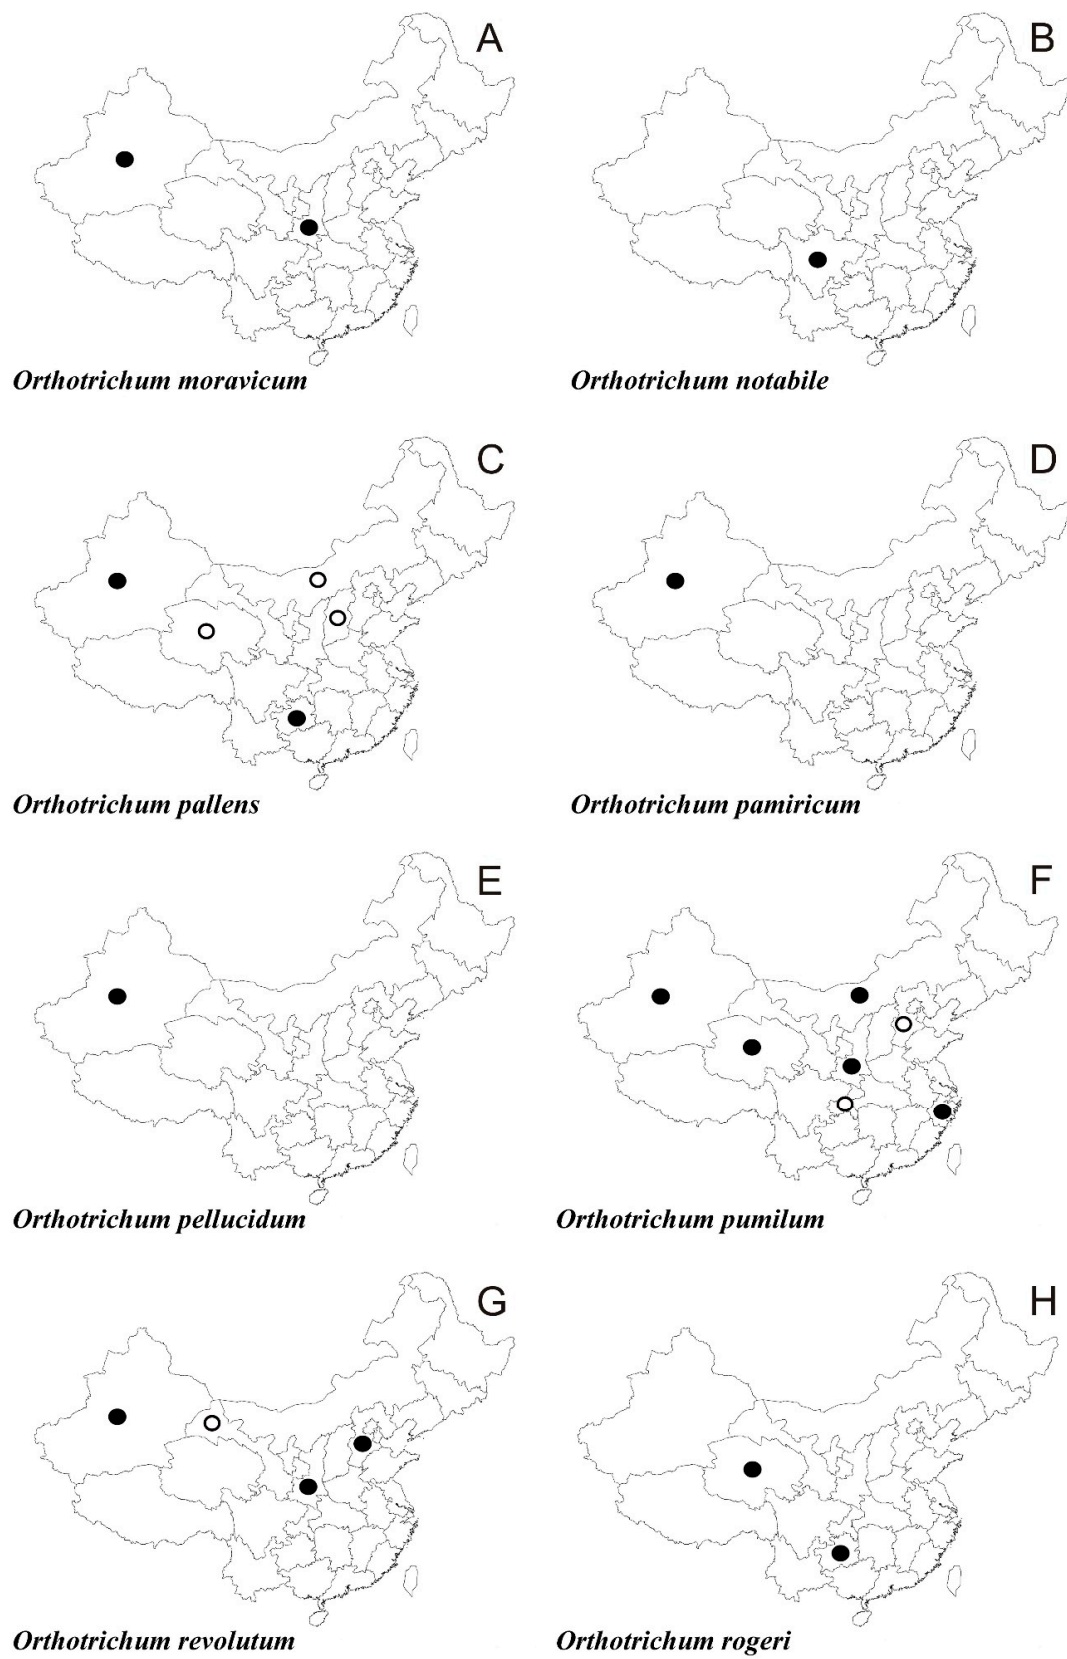 A
B
Orthotrichum moravicum
Orthotrichum notabile
C
D
Orthotrichum pallens
Orthotrichum pamiricum
E
F
Orthotrichum pellucidum
Orthotrichum pumilum
G
H
Orthotrichum revolutum
Orthotrichum rogeri